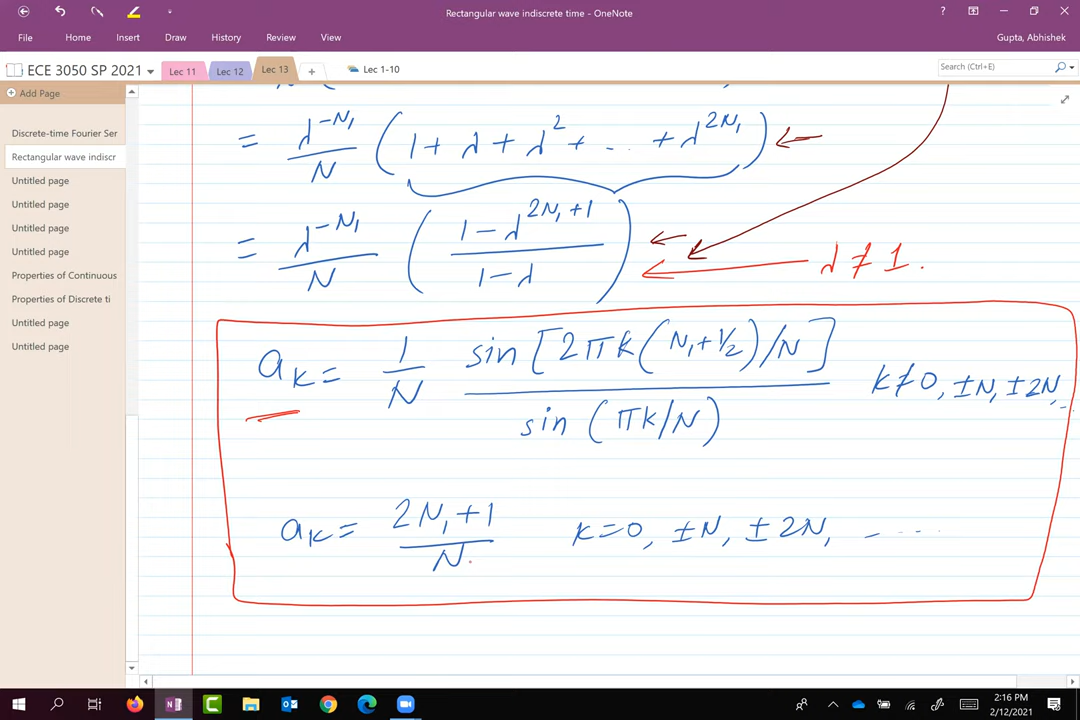 Rectangular wave indiscrete time - OneNote
Gupta, Abhishek
File Home Insert Draw History Review View
ECE 3050 SP 2021 Lec 11 Lec 12 Lec 13 + Lec 1-10
Search (Ctrl+E)
Add Page
Discrete-time Fourier Ser
Rectangular wave indiscr
Untitled page
Untitled page
Untitled page
Untitled page
Properties of Continuous
Properties of Discrete ti
Untitled page
Untitled page
= λ^{-N₁}/N (1 + λ + λ² + ... + λ^{2N₁}) ←
= λ^{-N₁}/N ((1 - λ^{2N₁+1})/(1 - λ)) ← λ ≠ 1.
a_k = 1/N sin[2πk(N₁+1/2)/N] / sin(πk/N) k≠0, ±N, ±2N, ...
a_k = (2N₁+1)/N k=0, ±N, ±2N, ....
2:16 PM
2/12/2021